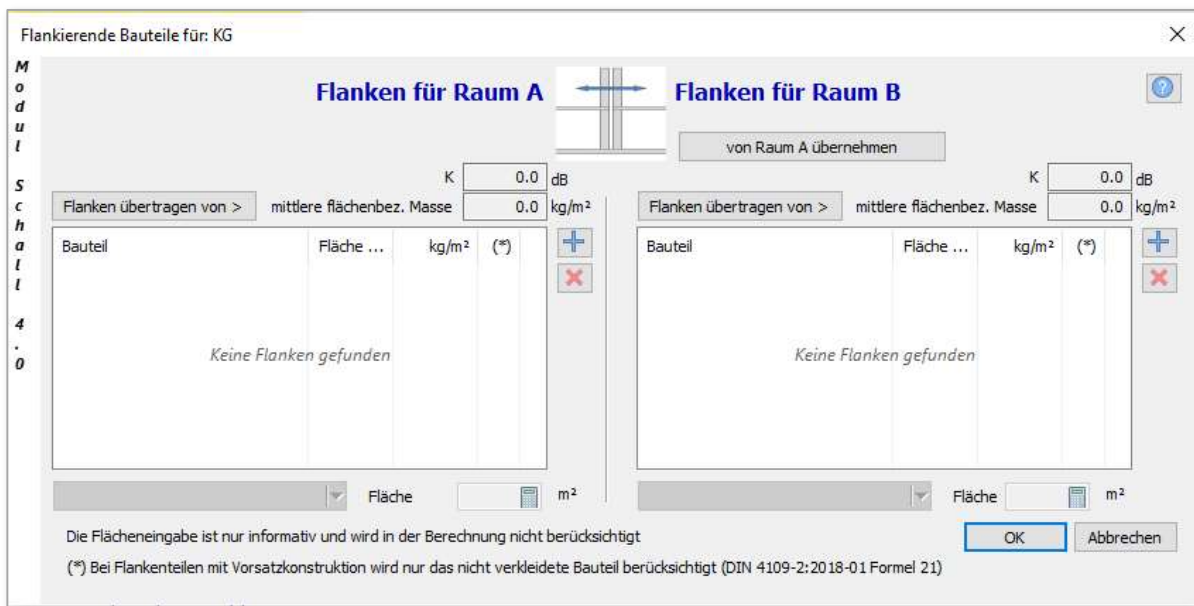 Flankierende Bauteile für: KG
Modul Schall 4.0
Flanken für Raum A
Flanken für Raum B
von Raum A übernehmen
K 0.0 dB
Flanken übertragen von > mittlere flächenbez. Masse 0.0 kg/m²
Bauteil Fläche ... kg/m² (*)
Keine Flanken gefunden
Fläche m²
K 0.0 dB
Flanken übertragen von > mittlere flächenbez. Masse 0.0 kg/m²
Bauteil Fläche ... kg/m² (*)
Keine Flanken gefunden
Fläche m²
Die Flächeneingabe ist nur informativ und wird in der Berechnung nicht berücksichtigt
OK Abbrechen
(*) Bei Flankenteilen mit Vorsatzkonstruktion wird nur das nicht verkleidete Bauteil berücksichtigt (DIN 4109-2:2018-01 Formel 21)